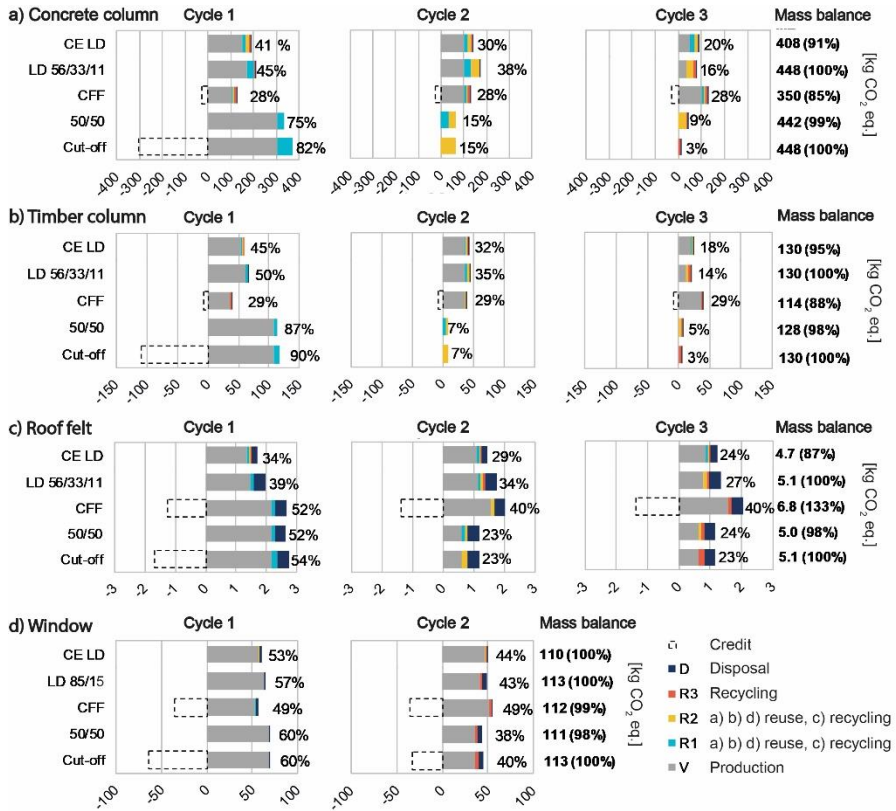 a) Concrete column Cycle 1 Cycle 2 Cycle 3 Mass balance
CE LD 41 % 30% 20% 408 (91%)
LD 56/33/11 45% 38% 16% 448 (100%)
CFF 28% 28% 28% 350 (85%)
50/50 75% 15% 9% 442 (99%)
Cut-off 82% 15% 3% 448 (100%)
[kg CO2 eq.]
-400 -300 -200 -100 0 100 200 300 400 -400 -300 -200 -100 0 100 200 300 400 -400 -300 -200 -100 0 100 200 300 400
b) Timber column Cycle 1 Cycle 2 Cycle 3 Mass balance
CE LD 45% 32% 18% 130 (95%)
LD 56/33/11 50% 35% 14% 130 (100%)
CFF 29% 29% 29% 114 (88%)
50/50 87% 7% 5% 128 (98%)
Cut-off 90% 7% 3% 130 (100%)
[kg CO2 eq.]
150 100 50 0 50 100 150 150 100 50 0 50 100 150 150 100 50 0 50 100 150
c) Roof felt Cycle 1 Cycle 2 Cycle 3 Mass balance
CE LD 34% 29% 24% 4.7 (87%)
LD 56/33/11 39% 34% 27% 5.1 (100%)
CFF 52% 40% 40% 6.8 (133%)
50/50 52% 23% 24% 5.0 (98%)
Cut-off 54% 23% 23% 5.1 (100%)
[kg CO2 eq.]
-3 -2 -1 0 1 2 3 -3 -2 -1 0 1 2 3 -3 -2 -1 0 1 2 3
d) Window Cycle 1 Cycle 2 Mass balance
CE LD 53% 44% 110 (100%)
LD 85/15 57% 43% 113 (100%)
CFF 49% 49% 112 (99%)
50/50 60% 38% 111 (98%)
Cut-off 60% 40% 113 (100%)
[kg CO2 eq.]
-100 -50 0 50 100 -100 -50 0 50 100
Credit
D Disposal
R3 Recycling
R2 a) b) d) reuse, c) recycling
R1 a) b) d) reuse, c) recycling
V Production